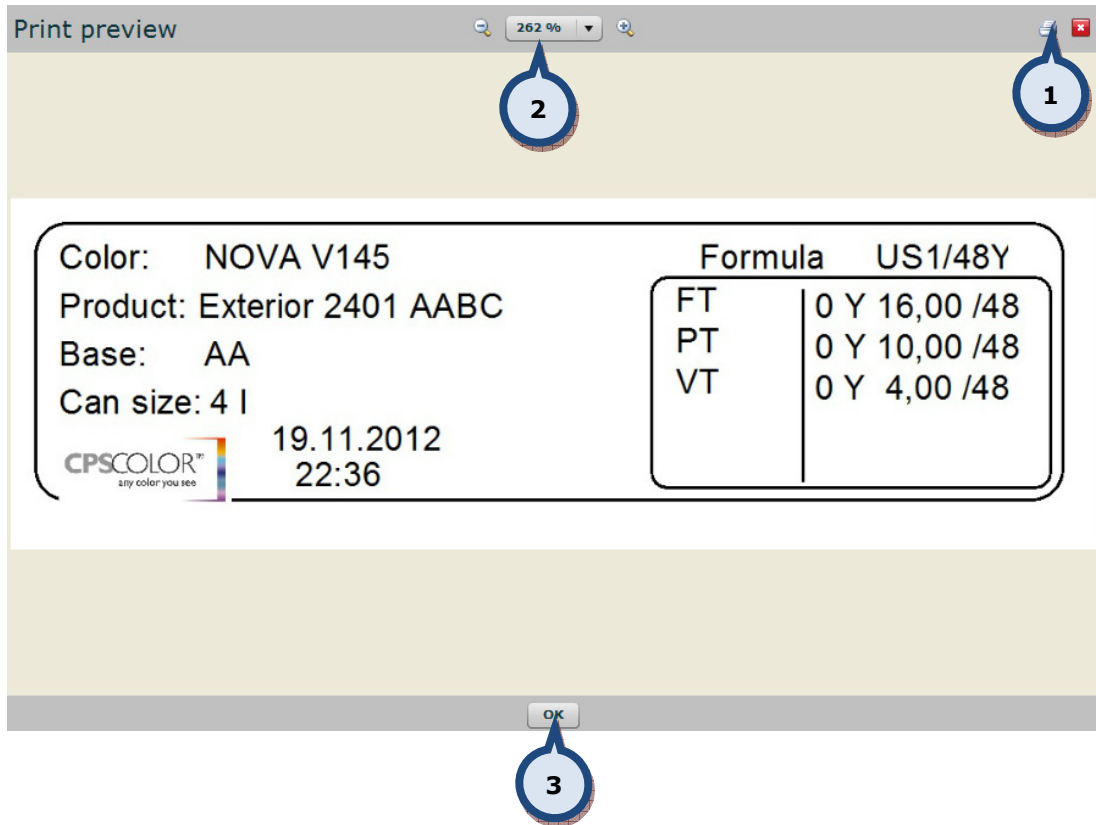 Print preview
262 %
2
1
Color: NOVA V145
Product: Exterior 2401 AABC
Base: AA
Can size: 4 l
19.11.2012
22:36
CPSCOLOR™
any color you see
Formula US1/48Y
FT 0 Y 16,00 /48
PT 0 Y 10,00 /48
VT 0 Y 4,00 /48
OK
3